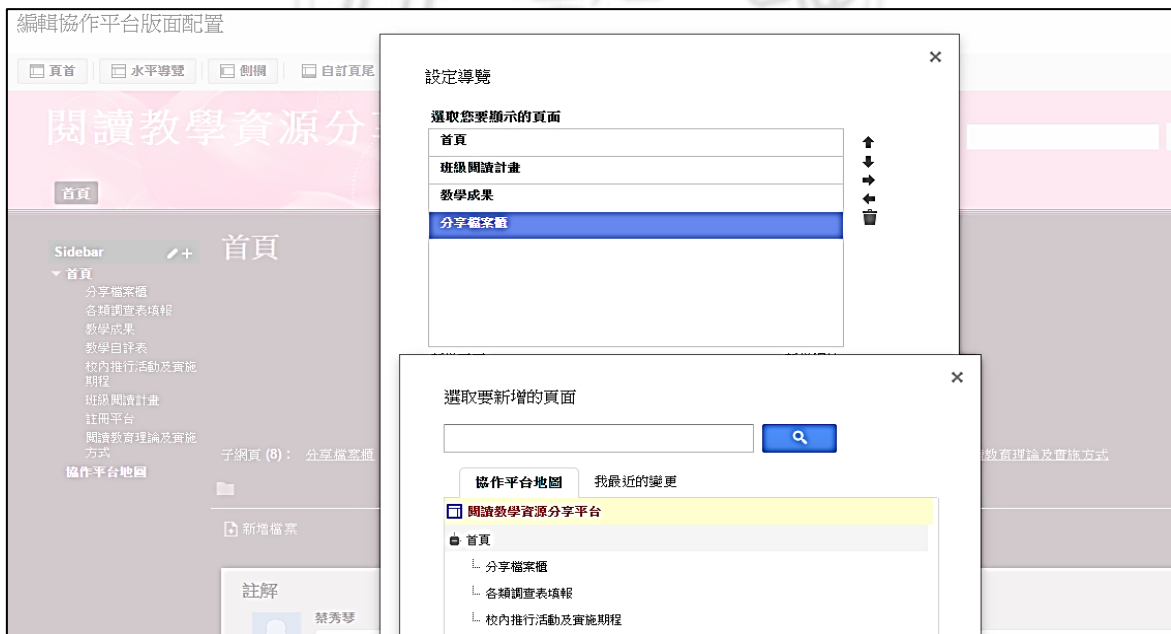 編輯協作平台版面配置
頁首
水平導覽
側欄
自訂頁尾
閱讀教學資源分
首頁
Sidebar
首頁
分享檔案櫃
各類調查表填報
教學成果
教學自評表
校內推行活動及實施
期程
班級閱讀計畫
註冊平台
閱讀教育理論及實施
方式
協作平台地圖
首頁
子網頁 (8)： 分享檔案櫃
教育理論及實施方式
新增檔案
註解
蔡秀琴
設定導覽
選取您要顯示的頁面
首頁
班級閱讀計畫
教學成果
分享檔案櫃
選取要新增的頁面
協作平台地圖
我最近的變更
閱讀教學資源分享平台
首頁
分享檔案櫃
各類調查表填報
校內推行活動及實施期程